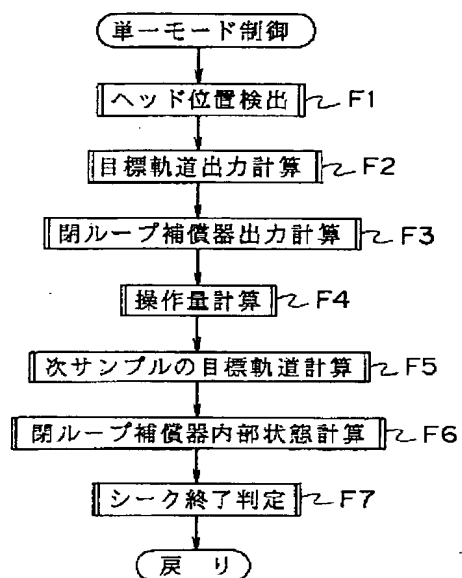 単一モード制御
ヘッド位置検出 F1
目標軌道出力計算 F2
閉ループ補償器出力計算 F3
操作量計算 F4
次サンプルの目標軌道計算 F5
閉ループ補償器内部状態計算 F6
シーク終了判定 F7
戻り